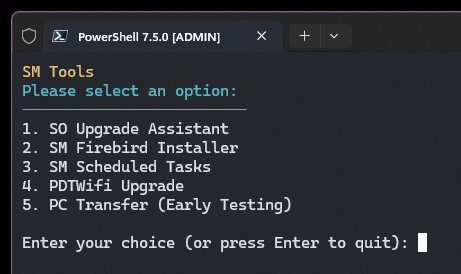 PowerShell 7.5.0 [ADMIN]
SM Tools
Please select an option:
1. SO Upgrade Assistant
2. SM Firebird Installer
3. SM Scheduled Tasks
4. PDTWifi Upgrade
5. PC Transfer (Early Testing)
Enter your choice (or press Enter to quit):